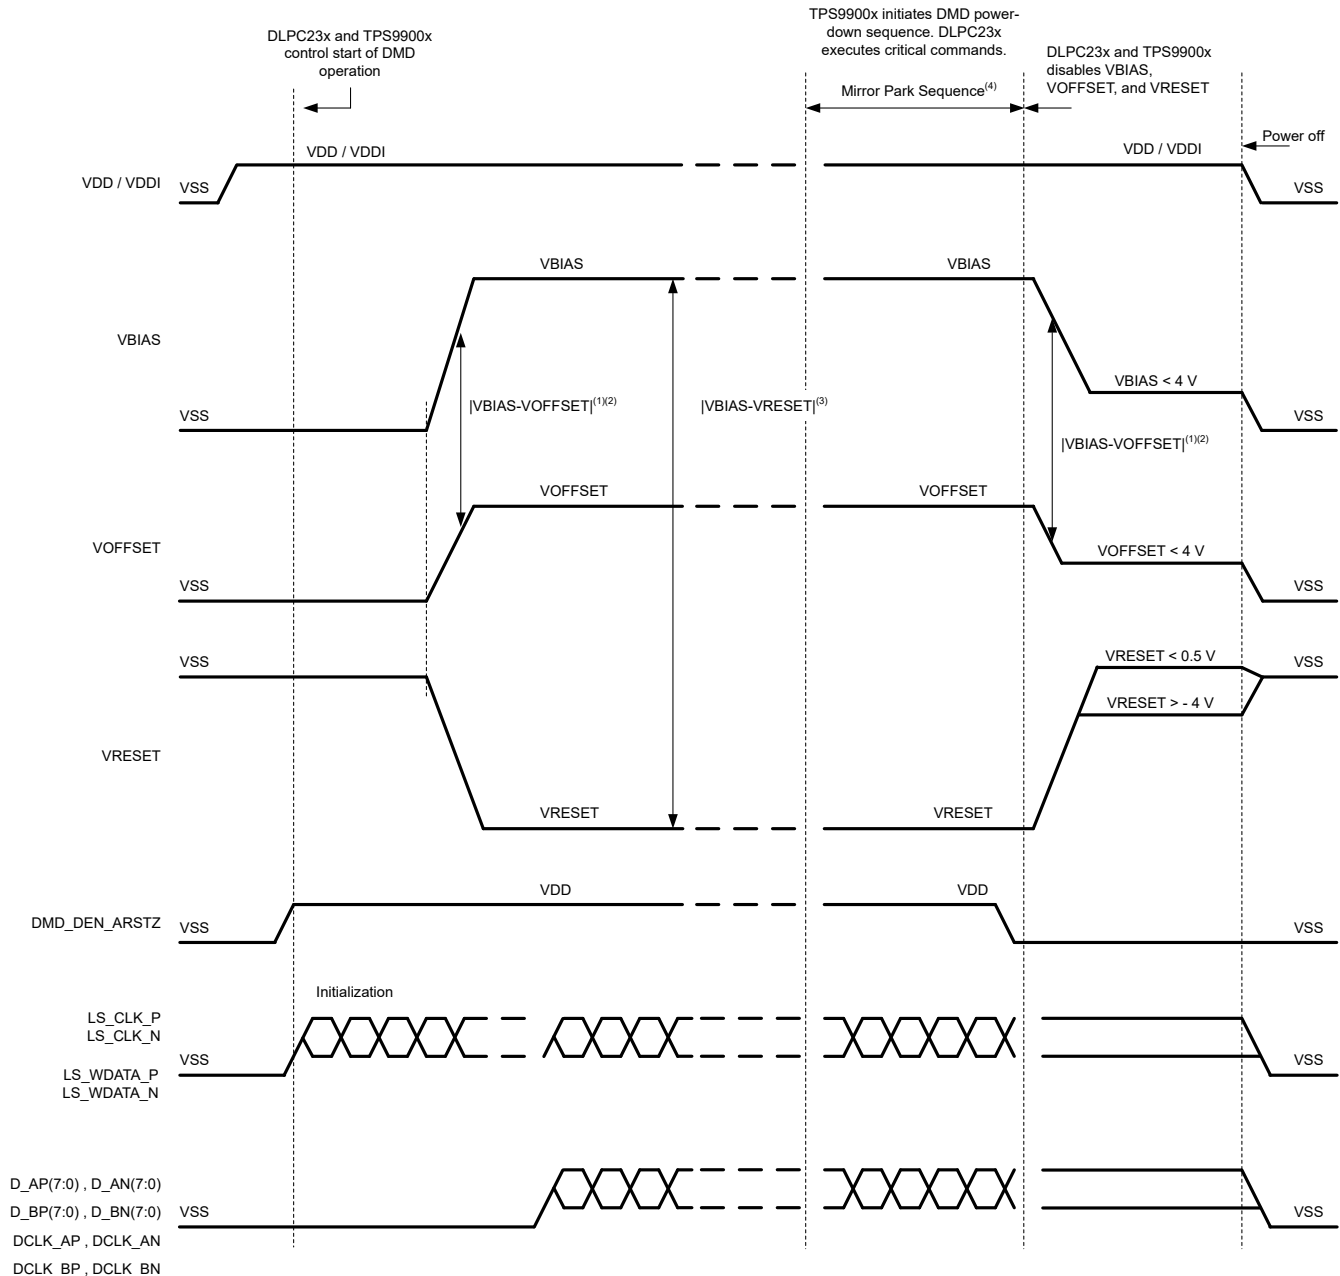 TPS9900x initiates DMD power-
down sequence. DLPC23x
executes critical commands.
DLPC23x and TPS9900x
control start of DMD
operation
DLPC23x and TPS9900x
disables VBIAS,
VOFFSET, and VRESET
Mirror Park Sequence(4)
Power off
VDD / VDDI
VDD / VDDI
VDD / VDDI
VSS
VSS
VBIAS
VBIAS
VBIAS
VBIAS < 4 V
|VBIAS-VOFFSET|(1)(2)
|VBIAS-VRESET|(3)
VSS
VSS
|VBIAS-VOFFSET|(1)(2)
VOFFSET
VOFFSET
VOFFSET
VOFFSET < 4 V
VSS
VSS
VSS
VRESET < 0.5 V
VSS
VRESET > - 4 V
VRESET
VRESET
VRESET
VDD
VDD
DMD_DEN_ARSTZ
VSS
VSS
Initialization
LS_CLK_P
LS_CLK_N
VSS
VSS
LS_WDATA_P
LS_WDATA_N
D_AP(7:0) , D_AN(7:0)
D_BP(7:0) , D_BN(7:0)
VSS
VSS
DCLK_AP , DCLK_AN
DCLK_BP , DCLK_BN